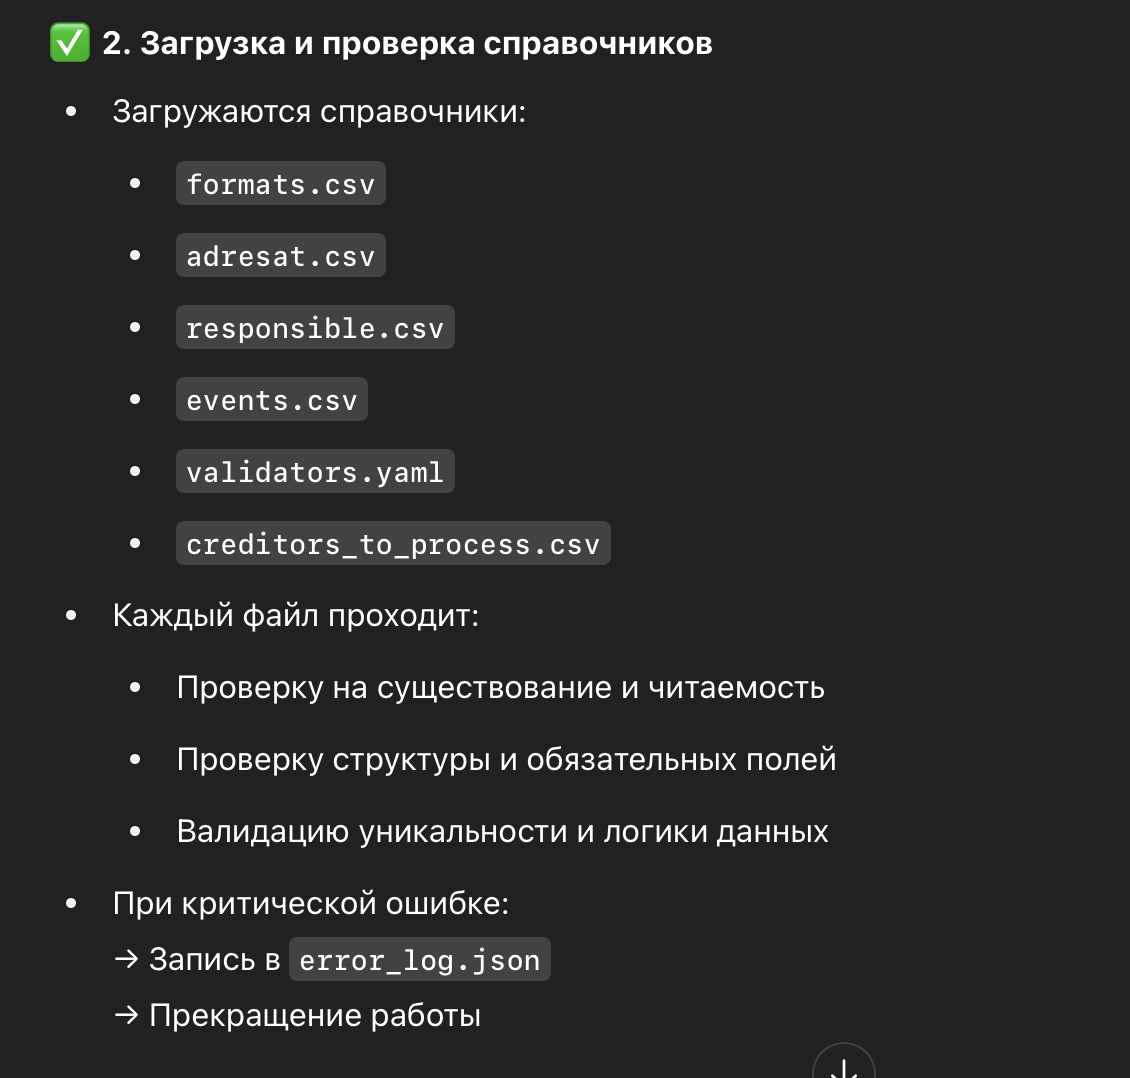 ✅ 2. Загрузка и проверка справочников
• Загружаются справочники:
• formats.csv
• adresat.csv
• responsible.csv
• events.csv
• validators.yaml
• creditors_to_process.csv
• Каждый файл проходит:
• Проверку на существование и читаемость
• Проверку структуры и обязательных полей
• Валидацию уникальности и логики данных
• При критической ошибке:
→ Запись в error_log.json
→ Прекращение работы